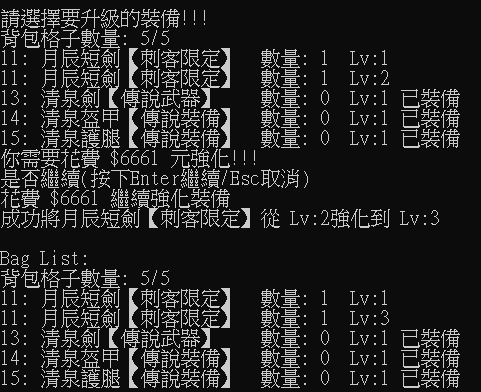 請選擇要升級的裝備!!!
背包格子數量: 5/5
11: 月辰短劍【刺客限定】 數量: 1 Lv:1
11: 月辰短劍【刺客限定】 數量: 1 Lv:2
13: 清泉劍【傳說武器】 數量: 0 Lv:1 已裝備
14: 清泉盔甲【傳說裝備】 數量: 0 Lv:1 已裝備
15: 清泉護腿【傳說裝備】 數量: 0 Lv:1 已裝備
你需要花費 $6661 元強化!!!
是否繼續(按下Enter繼續/Esc取消)
花費 $6661 繼續強化裝備
成功將月辰短劍【刺客限定】從 Lv:2強化到 Lv:3
Bag List:
背包格子數量: 5/5
11: 月辰短劍【刺客限定】 數量: 1 Lv:1
11: 月辰短劍【刺客限定】 數量: 1 Lv:3
13: 清泉劍【傳說武器】 數量: 0 Lv:1 已裝備
14: 清泉盔甲【傳說裝備】 數量: 0 Lv:1 已裝備
15: 清泉護腿【傳說裝備】 數量: 0 Lv:1 已裝備